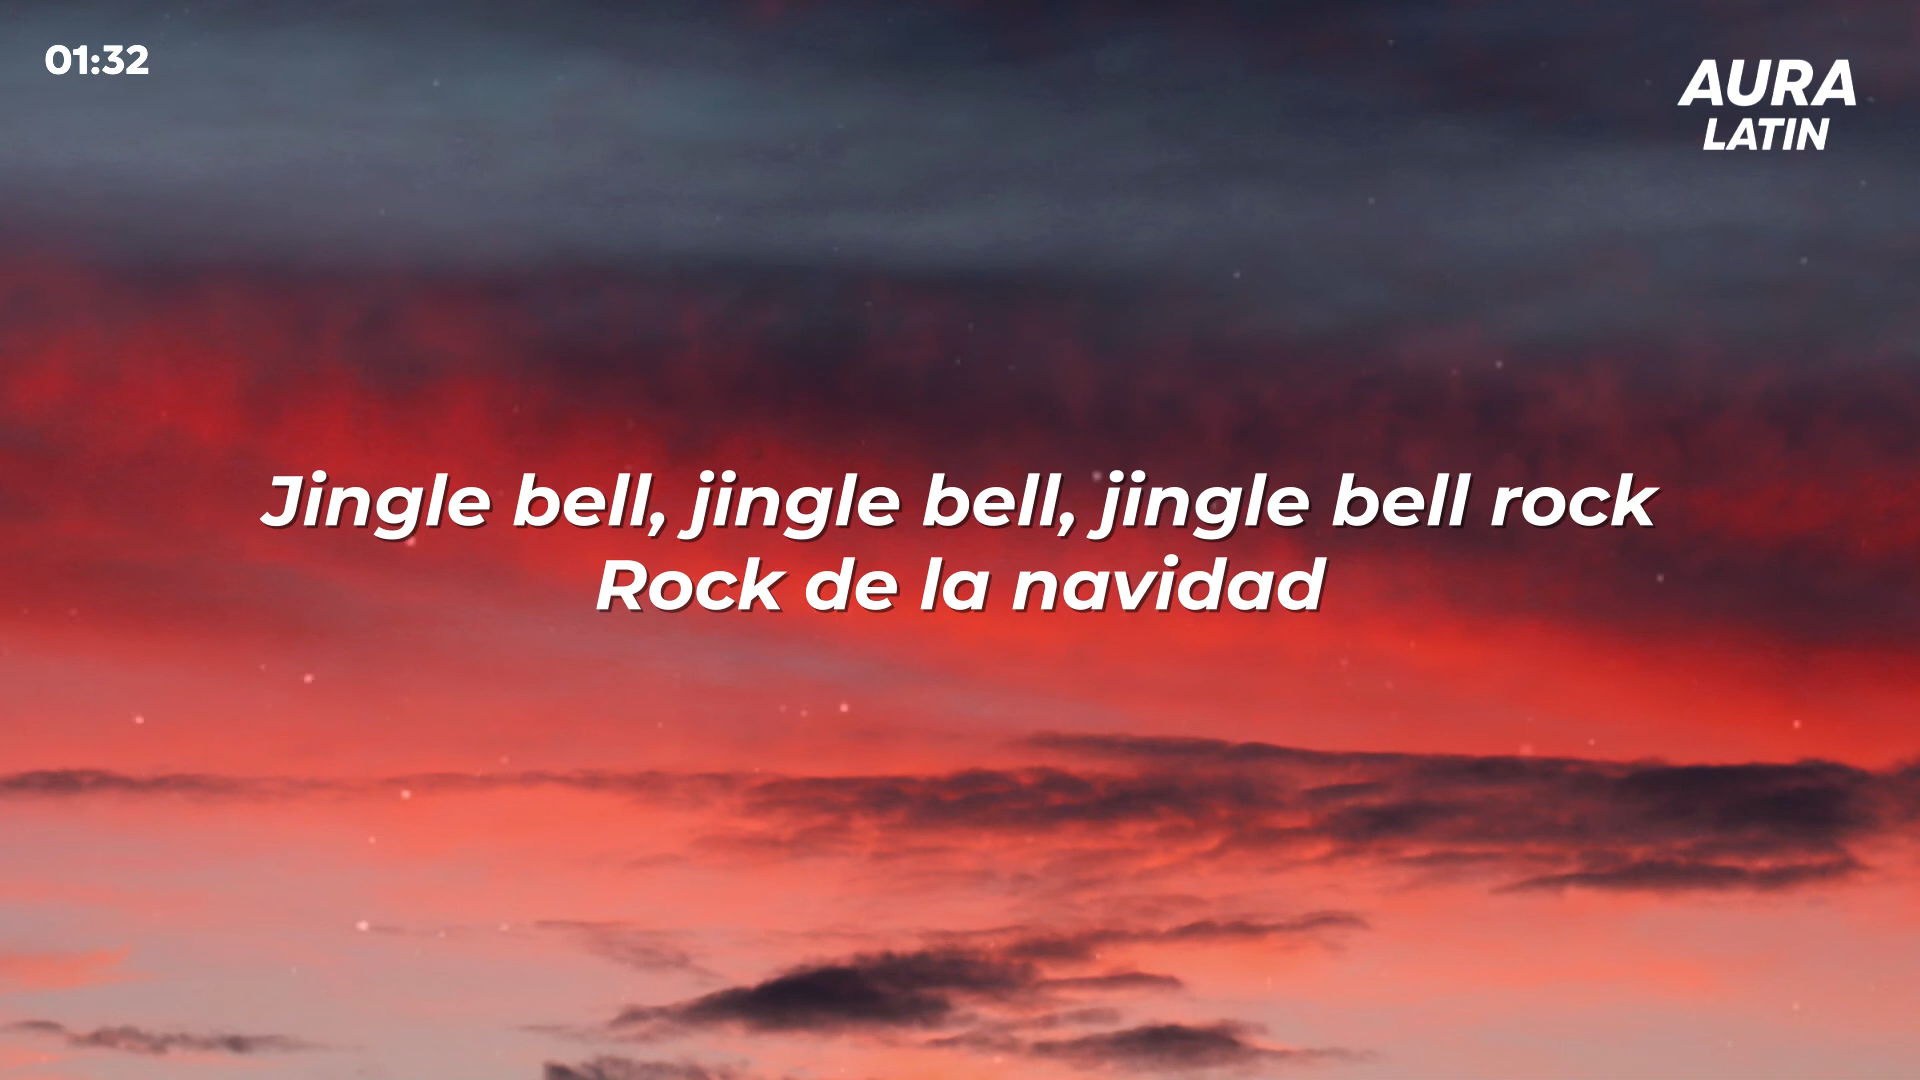 01:32
AURA
LATIN
Jingle bell, jingle bell, jingle bell rock
Rock de la navidad